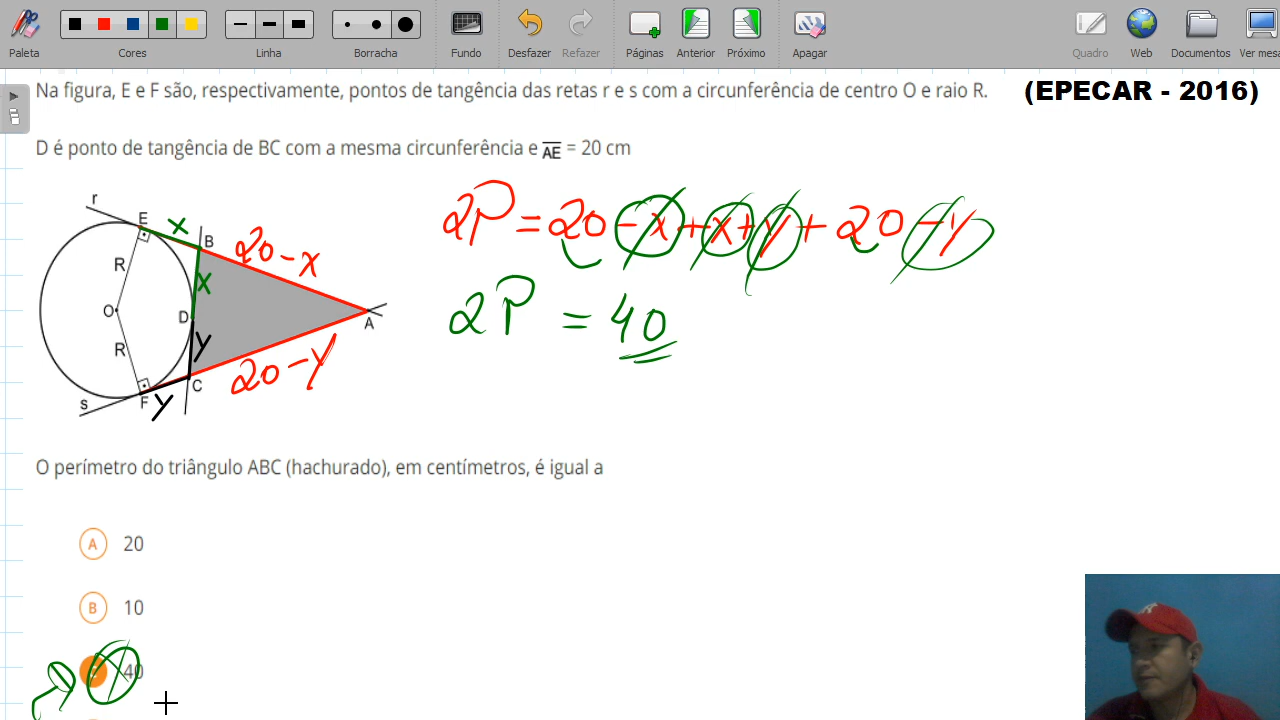 Paleta Cores Linha Borracha Fundo Desfazer Refazer Páginas Anterior Próximo Apagar Quadro Web Documentos Ver mesa
Na figura, E e F são, respectivamente, pontos de tangência das retas r e s com a circunferência de centro O e raio R.
(EPECAR - 2016)
D é ponto de tangência de BC com a mesma circunferência e AE = 20 cm
r
E
x
B
20-x
R
x
O
D
A
R
y
20-y
C
s
F
y
2P=20-x+x+y+20-y
2P=40
O perímetro do triângulo ABC (hachurado), em centímetros, é igual a
A 20
B 10
40